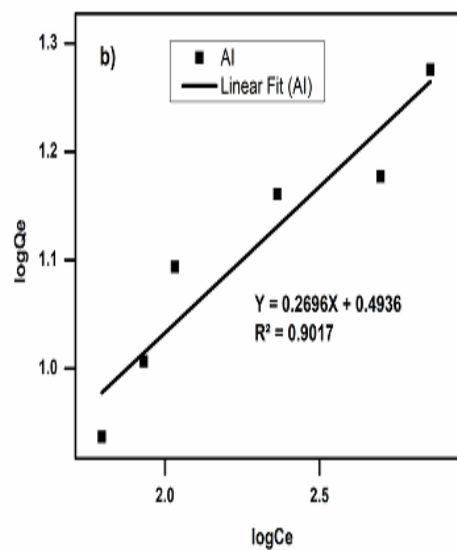 b)
Al
Linear Fit (Al)
1.3
1.2
1.1
1.0
logQe
Y = 0.2696X + 0.4936
R² = 0.9017
2.0
2.5
logCe